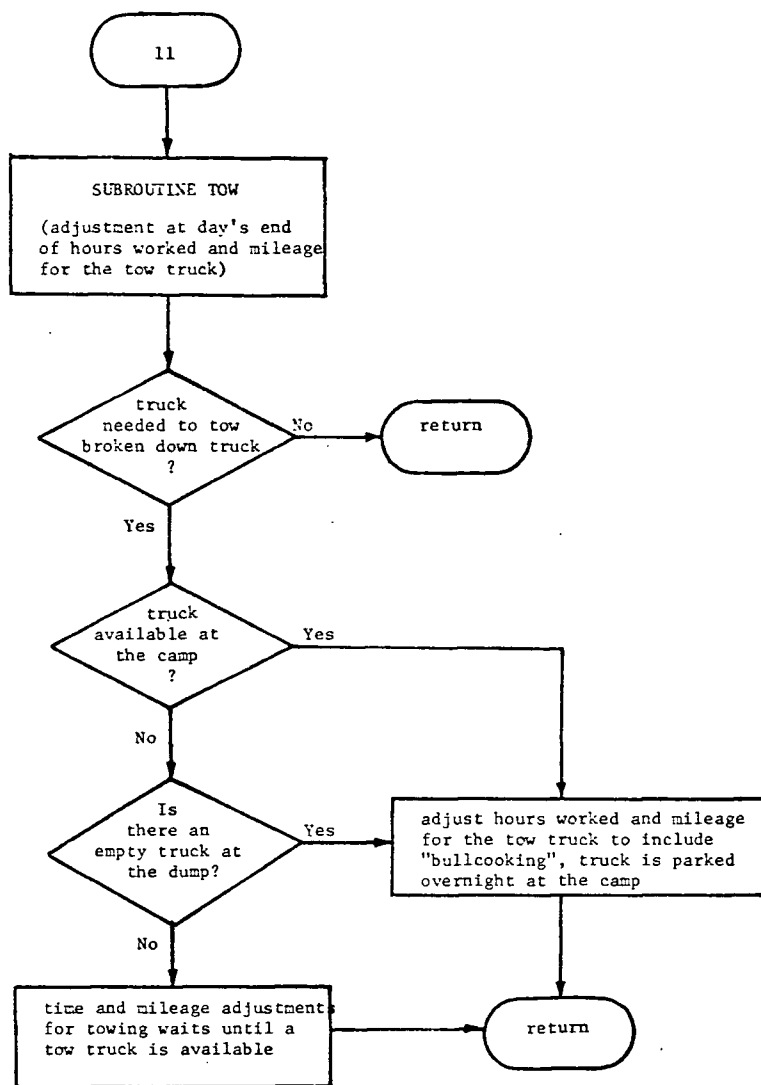 11
SUBROUTINE TOW
(adjustment at day's end
of hours worked and mileage
for the tow truck)
truck
needed to tow
broken down truck
?
No
return
Yes
truck
available at
the camp
?
Yes
No
Is
there an
empty truck at
the dump?
Yes
adjust hours worked and mileage
for the tow truck to include
"bullcooking", truck is parked
overnight at the camp
No
time and mileage adjustments
for towing waits until a
tow truck is available
return